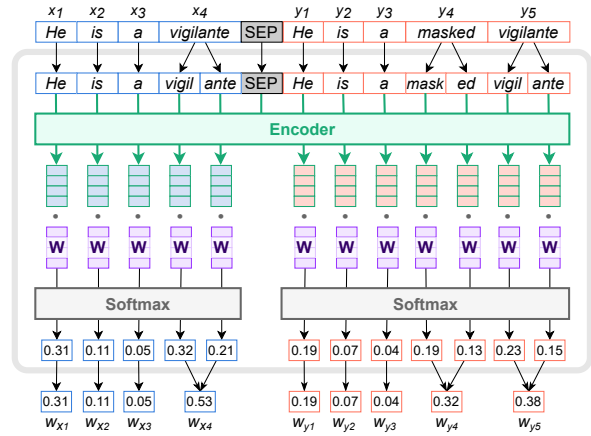 x1 x2 x3 x4 y1 y2 y3 y4 y5
He is a vigilante SEP He is a masked vigilante
He is a vigil ante SEP He is a mask ed vigil ante
Encoder
W W W W W W W W W W W W
Softmax Softmax
0.31 0.11 0.05 0.32 0.21 0.19 0.07 0.04 0.19 0.13 0.23 0.15
0.31 0.11 0.05 0.53 0.19 0.07 0.04 0.32 0.38
wx1 wx2 wx3 wx4 wy1 wy2 wy3 wy4 wy5